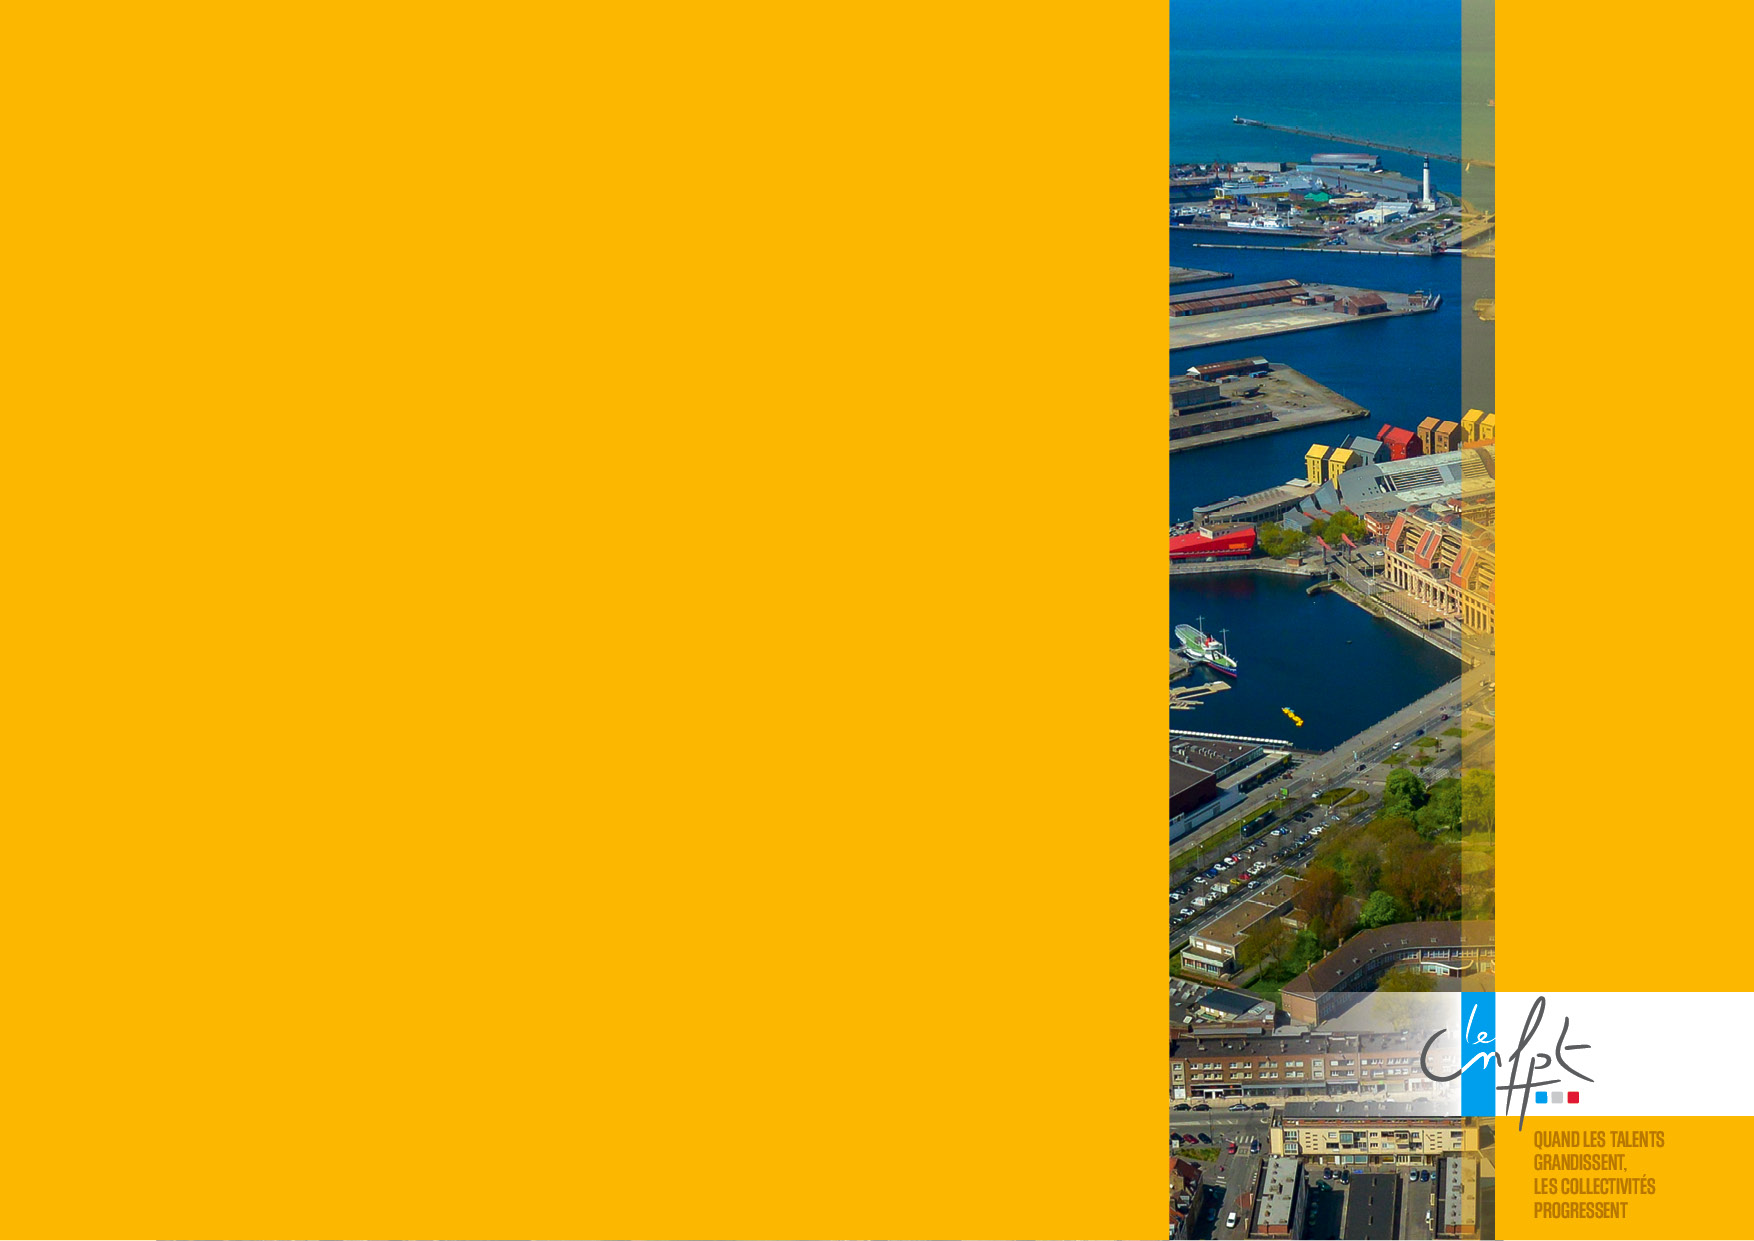 le
cnfpt
QUAND LES TALENTS
GRANDISSENT,
LES COLLECTIVITÉS
PROGRESSENT